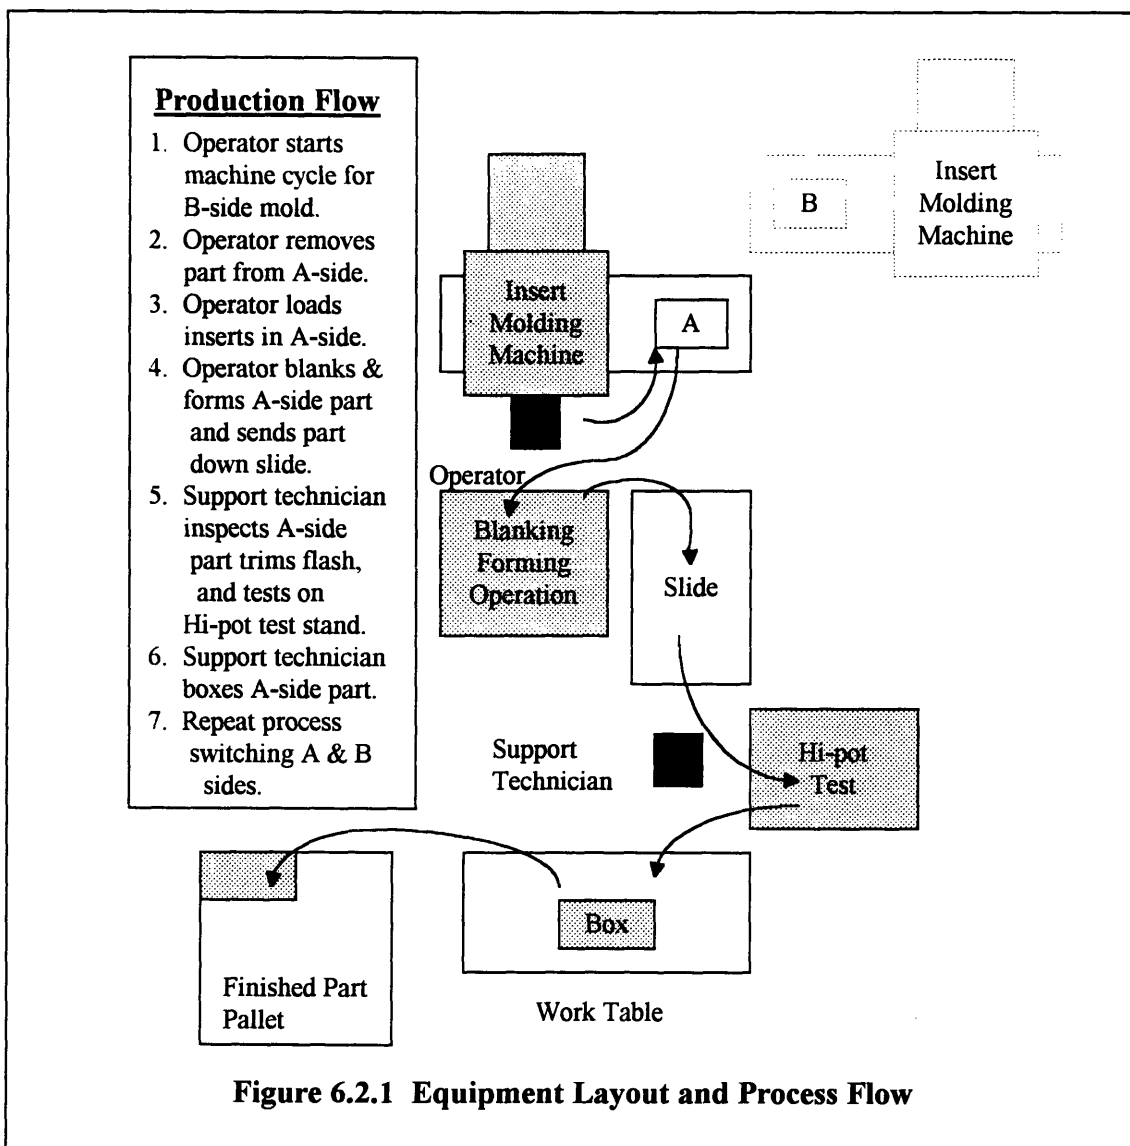 Production Flow
1. Operator starts
machine cycle for
B-side mold.
2. Operator removes
part from A-side.
3. Operator loads
inserts in A-side.
4. Operator blanks &
forms A-side part
and sends part
down slide.
5. Support technician
inspects A-side
part trims flash,
and tests on
Hi-pot test stand.
6. Support technician
boxes A-side part.
7. Repeat process
switching A & B
sides.
Insert
Molding
Machine
A
B
Insert
Molding
Machine
Operator
Blanking
Forming
Operation
Slide
Support
Technician
Hi-pot
Test
Box
Finished Part
Pallet
Work Table
Figure 6.2.1 Equipment Layout and Process Flow